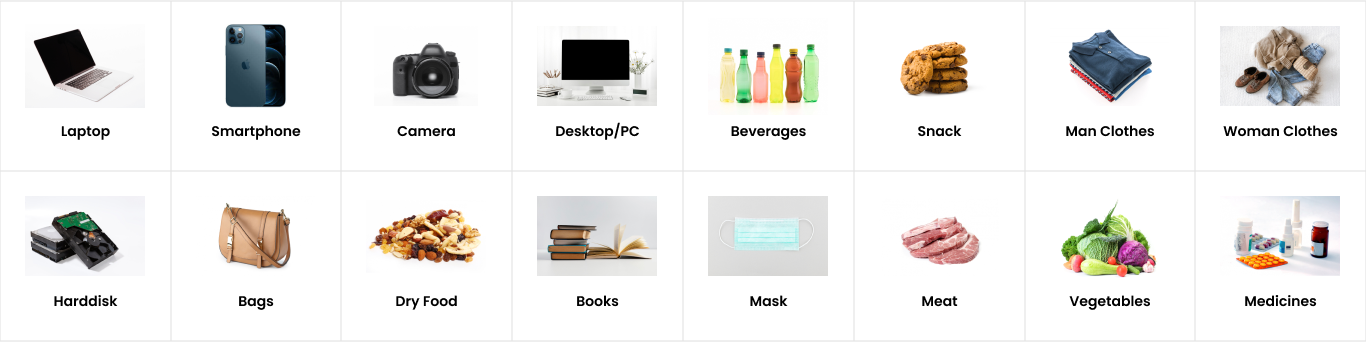 Laptop
Smartphone
Camera
Desktop/PC
Beverages
Snack
Man Clothes
Woman Clothes
Harddisk
Bags
Dry Food
Books
Mask
Meat
Vegetables
Medicines